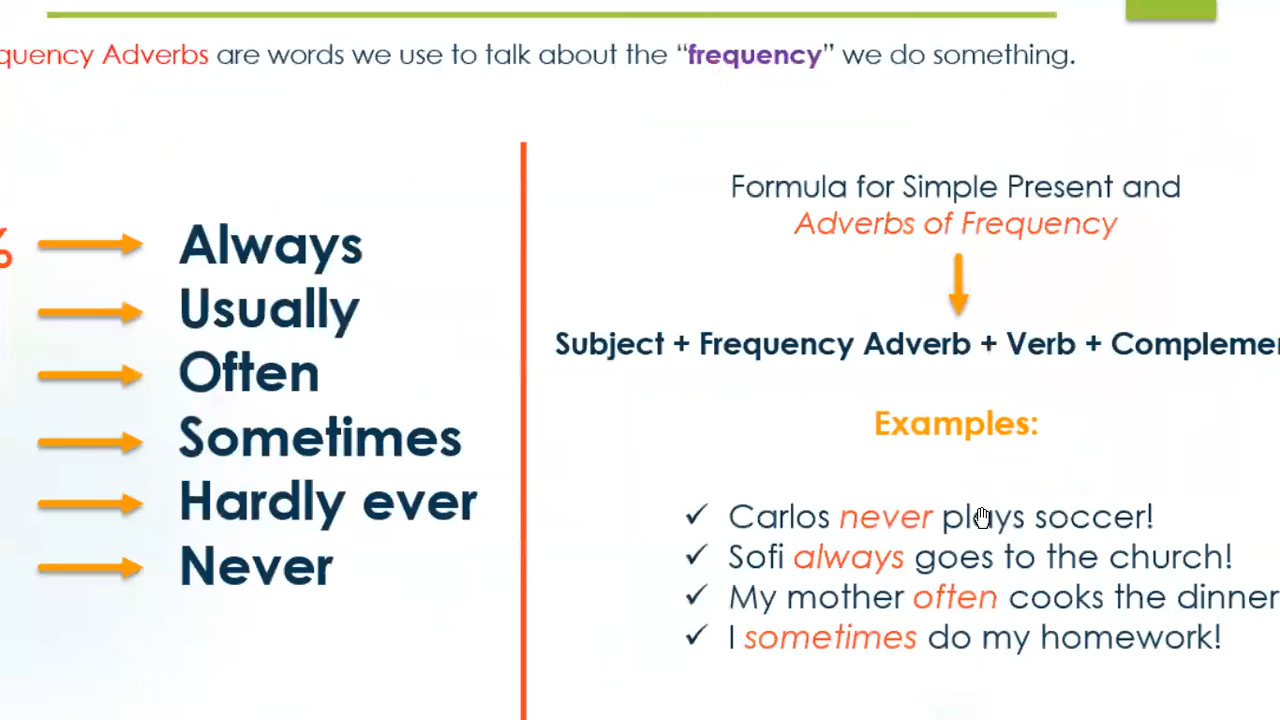 quency Adverbs are words we use to talk about the “frequency” we do something.
% Always
Usually
Often
Sometimes
Hardly ever
Never
Formula for Simple Present and
Adverbs of Frequency
Subject + Frequency Adverb + Verb + Complemen
Examples:
✓ Carlos never plays soccer!
✓ Sofi always goes to the church!
✓ My mother often cooks the dinner
✓ I sometimes do my homework!